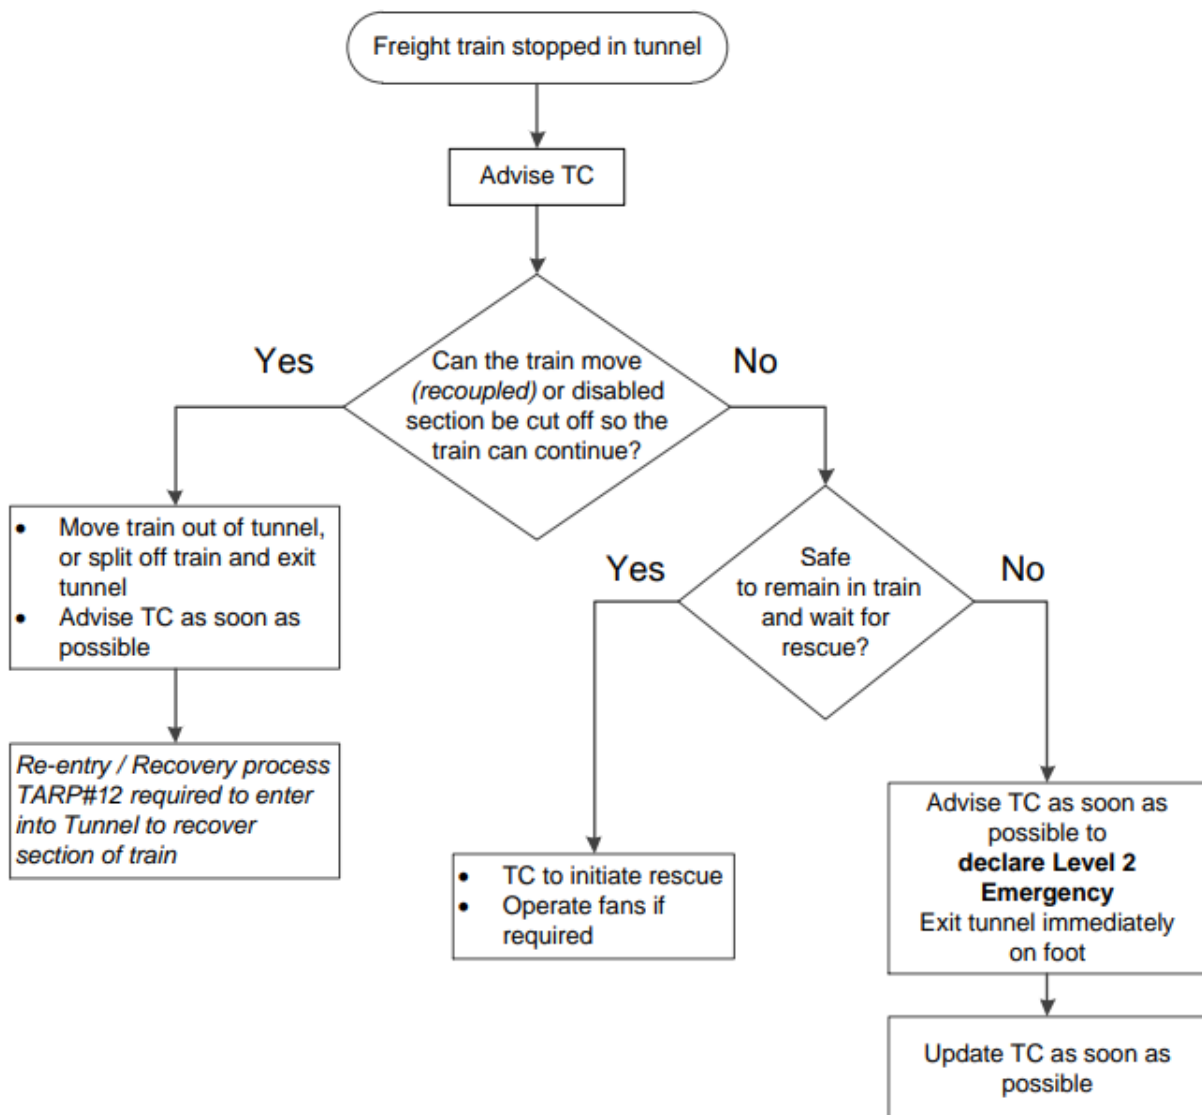 Freight train stopped in tunnel
Advise TC
Yes
No
Can the train move
(recoupled) or disabled
section be cut off so the
train can continue?
• Move train out of tunnel,
or split off train and exit
tunnel
• Advise TC as soon as
possible
Yes
No
Safe
to remain in train
and wait for
rescue?
Re-entry / Recovery process
TARP#12 required to enter
into Tunnel to recover
section of train
• TC to initiate rescue
• Operate fans if
required
Advise TC as soon as
possible to
declare Level 2
Emergency
Exit tunnel immediately
on foot
Update TC as soon as
possible